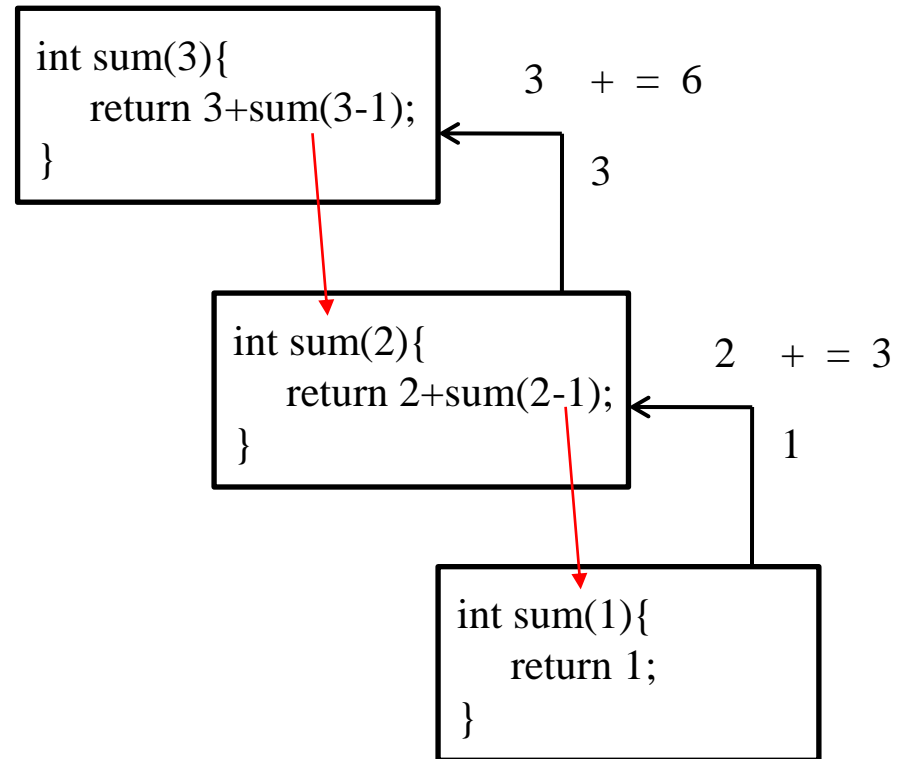 int sum(3){
return 3+sum(3-1);
}
3 + = 6
3
int sum(2){
return 2+sum(2-1);
}
2 + = 3
1
int sum(1){
return 1;
}